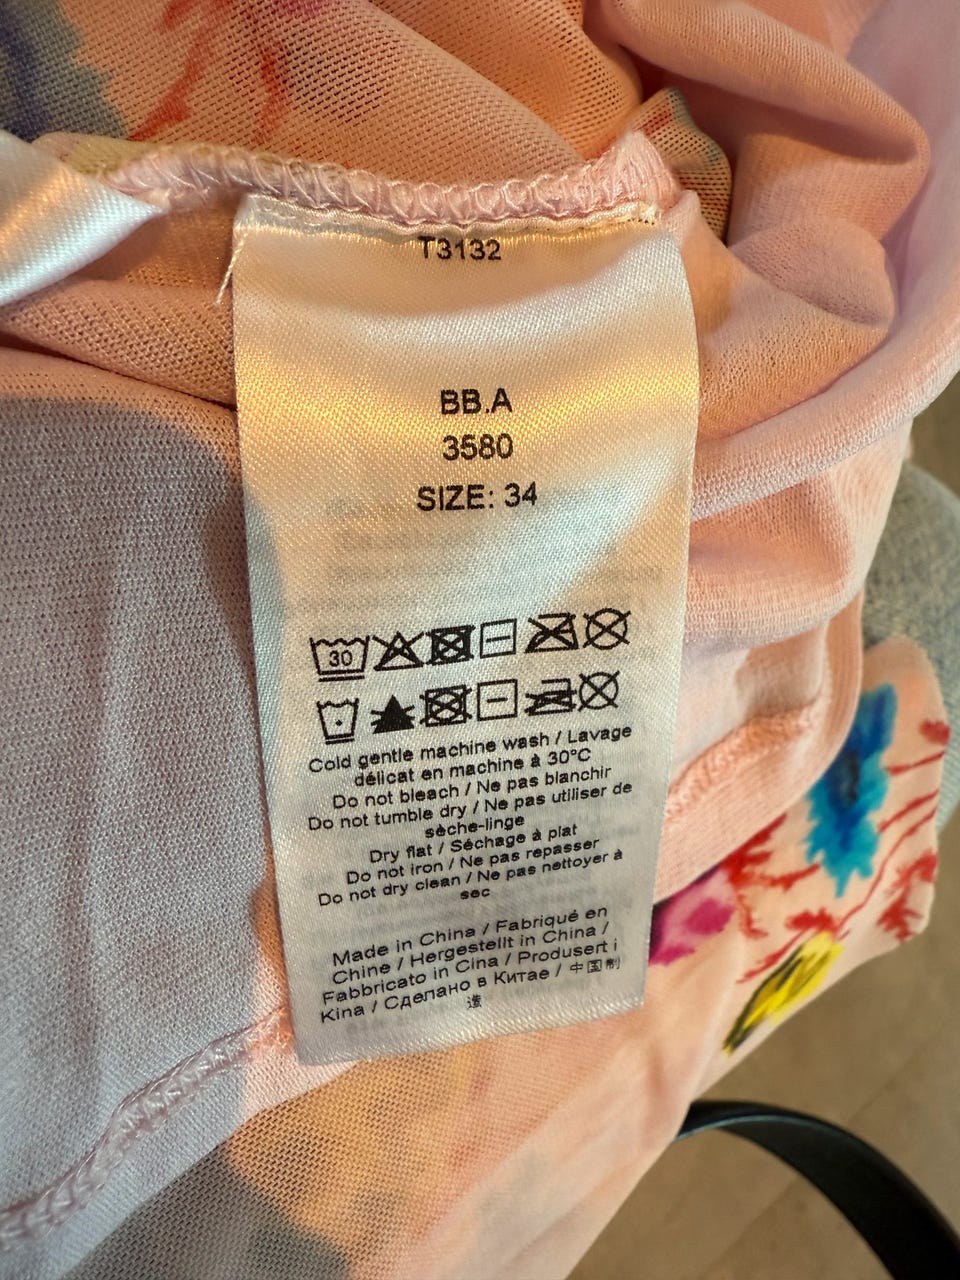 T3132
BB.A
3580
SIZE: 34
30
Cold gentle machine wash / Lavage
délicat en machine à 30°C
Do not bleach / Ne pas blanchir
Do not tumble dry / Ne pas utiliser de
sèche-linge
Dry flat / Séchage à plat
Do not iron / Ne pas repasser
Do not dry clean / Ne pas nettoyer à
sec
Made in China / Fabriqué en
Chine / Hergestellt in China /
Fabbricato in Cina / Produsert i
Kina / Сделано в Китае / 中国制
造